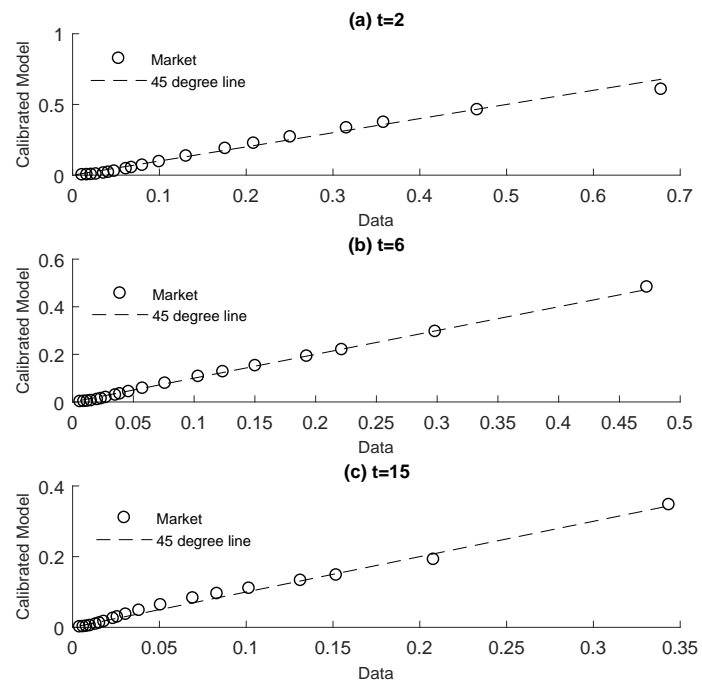 (a) t=2
1
0.5
0
Calibrated Model
Market
45 degree line
0 0.1 0.2 0.3 0.4 0.5 0.6 0.7
Data
(b) t=6
0.6
0.4
0.2
0
Calibrated Model
Market
45 degree line
0 0.05 0.1 0.15 0.2 0.25 0.3 0.35 0.4 0.45 0.5
Data
(c) t=15
0.4
0.2
0
Calibrated Model
Market
45 degree line
0 0.05 0.1 0.15 0.2 0.25 0.3 0.35
Data